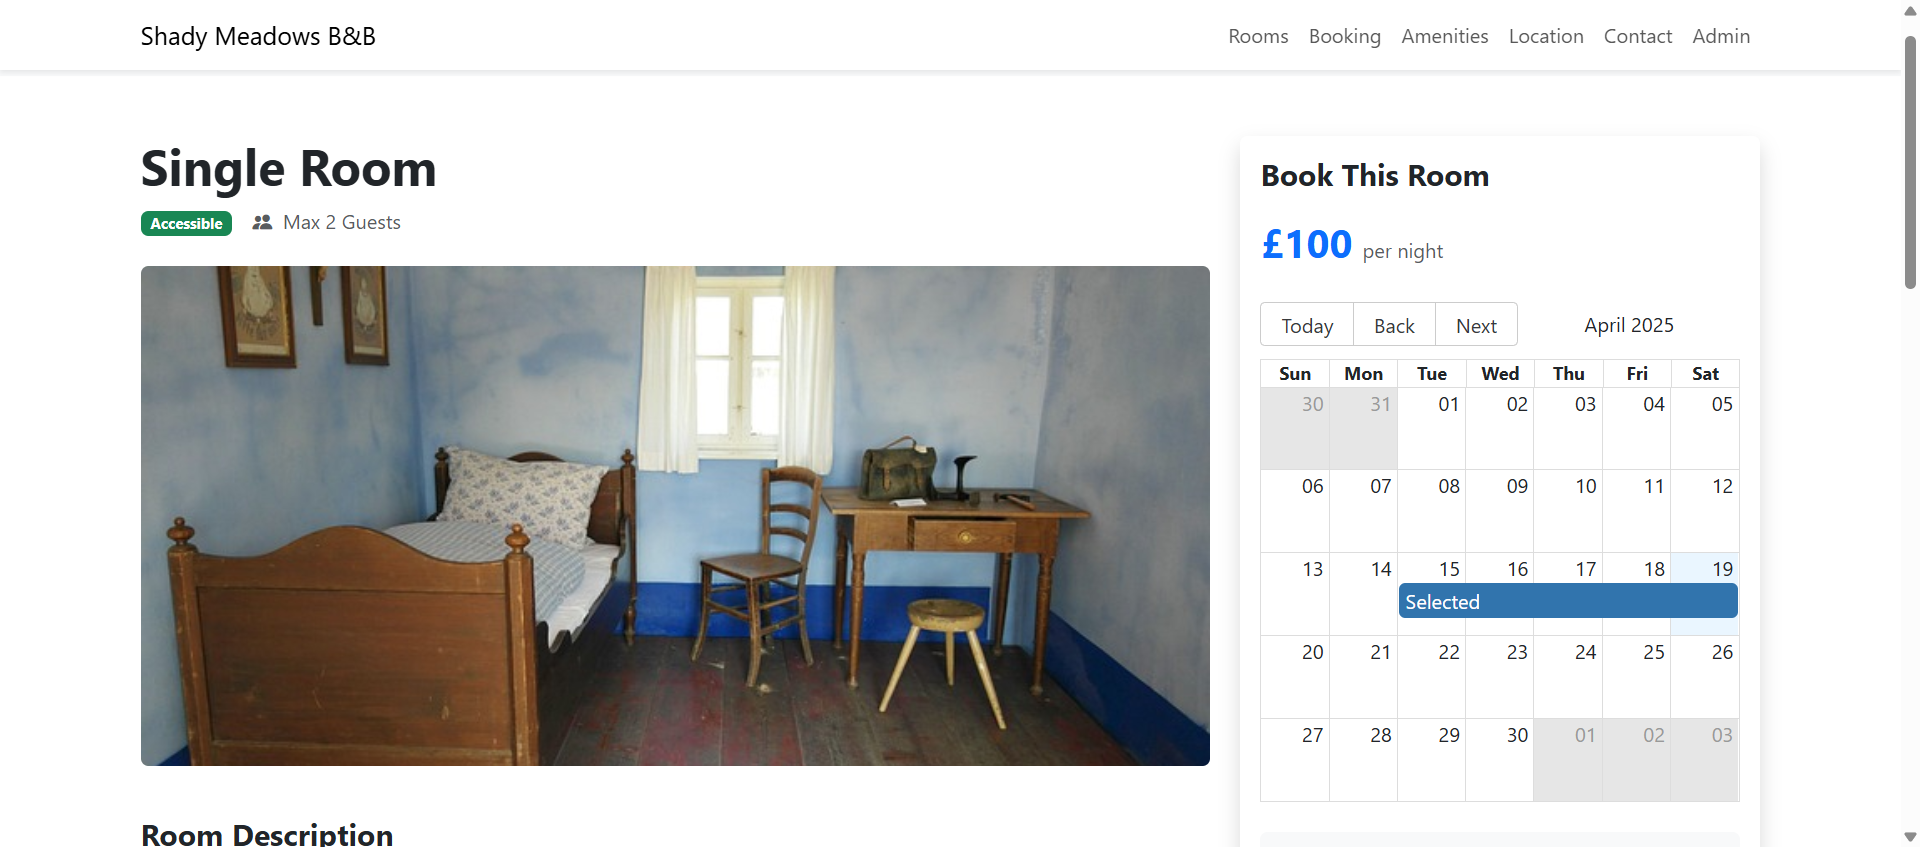 Shady Meadows B&B
Rooms Booking Amenities Location Contact Admin
Single Room
Accessible Max 2 Guests
Room Description
Book This Room
£100 per night
Today Back Next April 2025
Sun Mon Tue Wed Thu Fri Sat
30 31 01 02 03 04 05
06 07 08 09 10 11 12
13 14 15 16 17 18 19
Selected
20 21 22 23 24 25 26
27 28 29 30 01 02 03